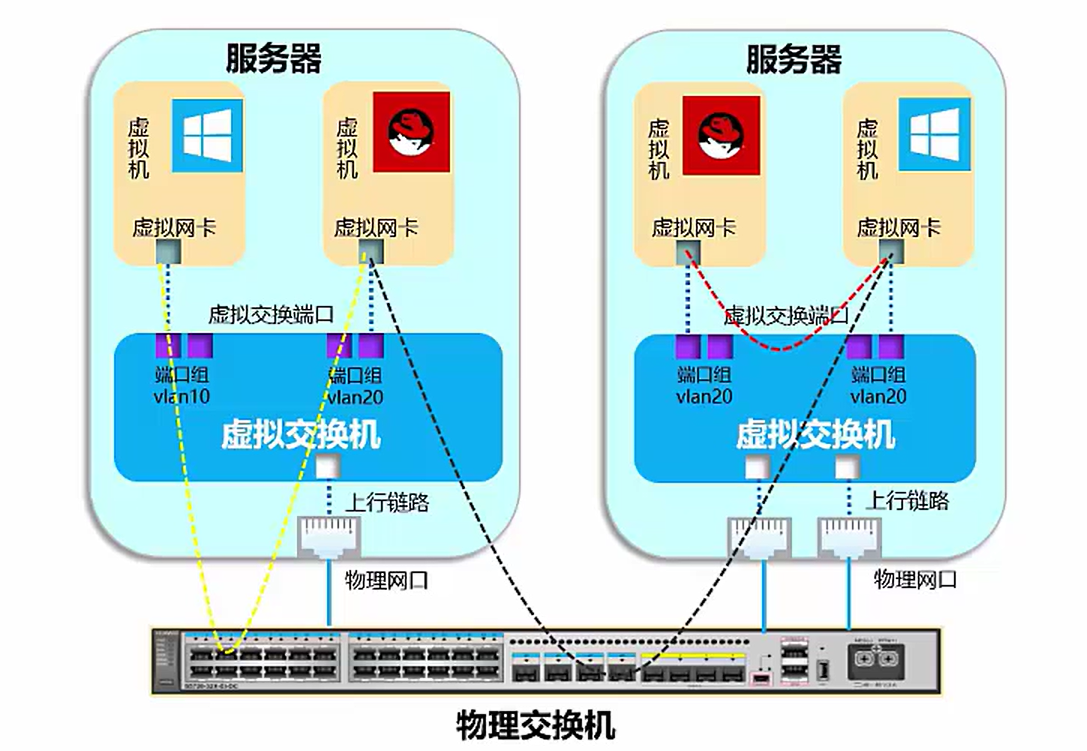 服务器
服务器
虚拟机
虚拟机
虚拟机
虚拟机
虚拟网卡
虚拟网卡
虚拟网卡
虚拟网卡
虚拟交换端口
虚拟交换端口
端口组
vlan10
端口组
vlan20
端口组
vlan20
端口组
vlan20
虚拟交换机
虚拟交换机
上行链路
上行链路
物理网口
物理网口
物理交换机